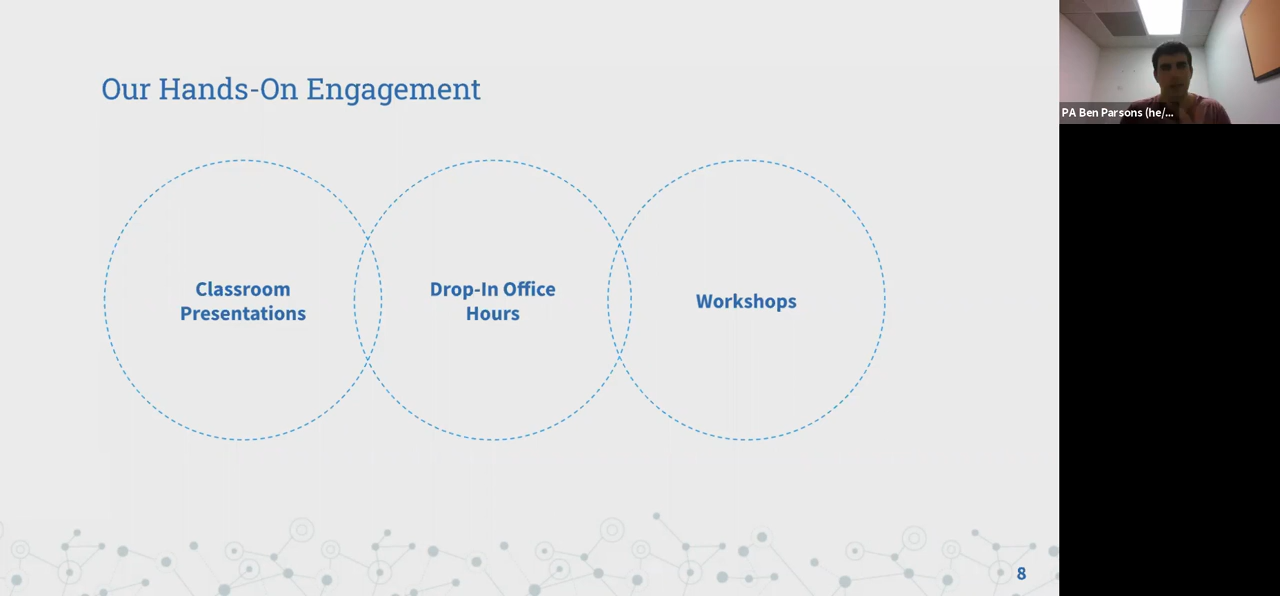 Our Hands-On Engagement
Classroom
Presentations
Drop-In Office
Hours
Workshops
8
PA Ben Parsons (he/...